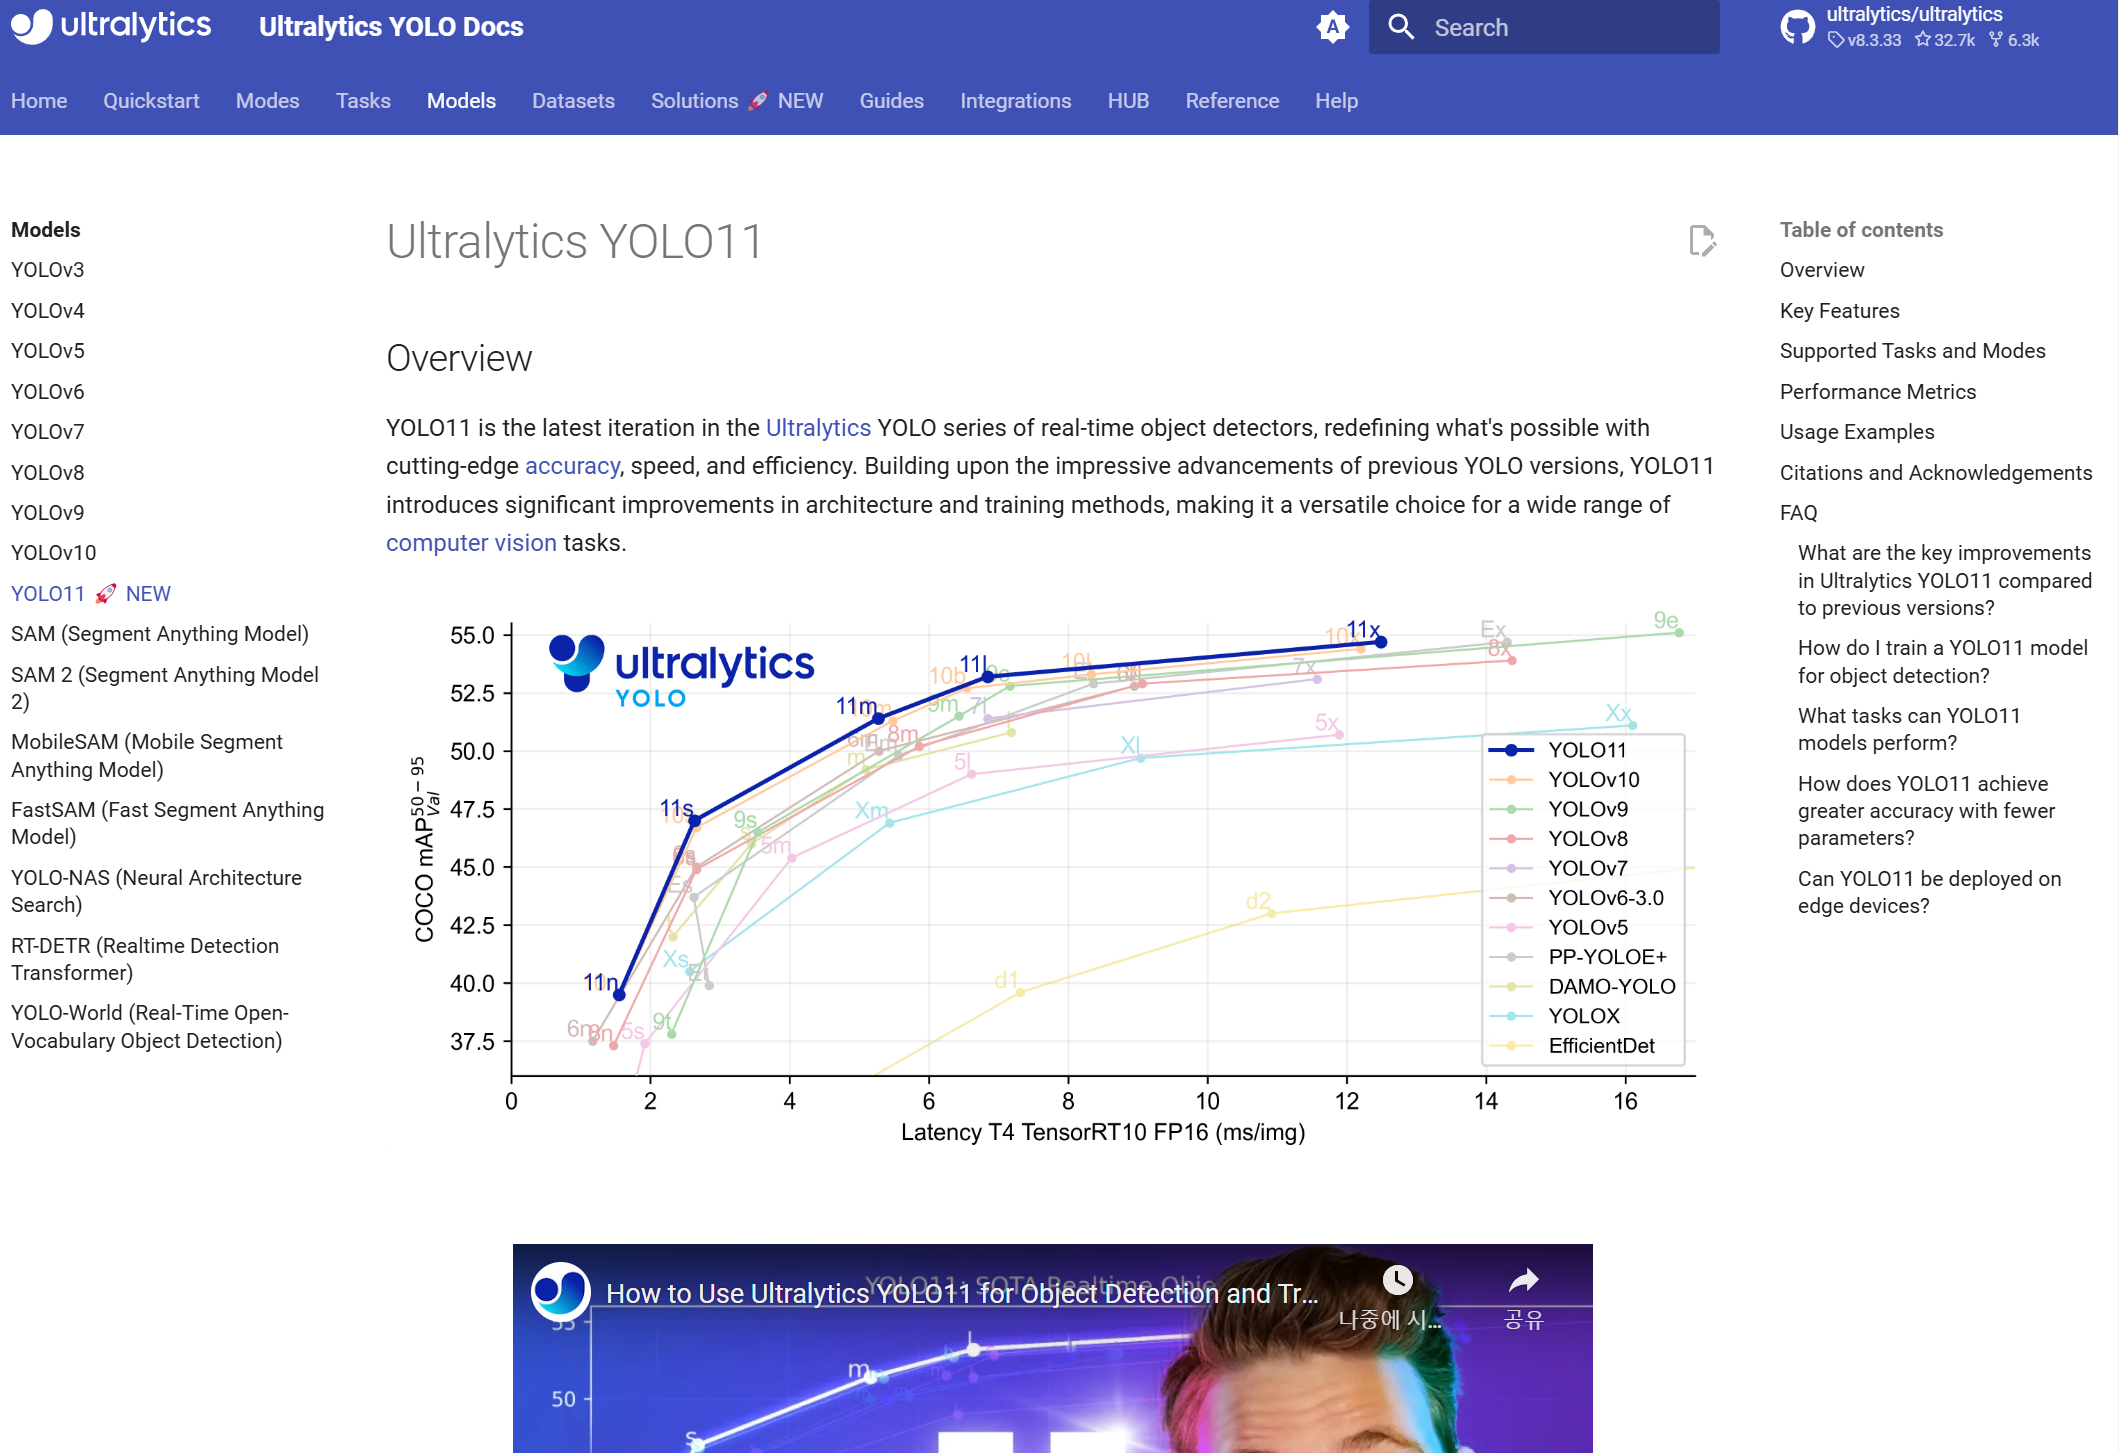 ultralytics
Ultralytics YOLO Docs
A
Search
ultralytics/ultralytics
v8.3.33 32.7k 6.3k
Home Quickstart Modes Tasks Models Datasets Solutions 🚀 NEW Guides Integrations HUB Reference Help
Models
YOLOv3
YOLOv4
YOLOv5
YOLOv6
YOLOv7
YOLOv8
YOLOv9
YOLOv10
YOLO11 🚀 NEW
SAM (Segment Anything Model)
SAM 2 (Segment Anything Model
2)
MobileSAM (Mobile Segment
Anything Model)
FastSAM (Fast Segment Anything
Model)
YOLO-NAS (Neural Architecture
Search)
RT-DETR (Realtime Detection
Transformer)
YOLO-World (Real-Time Open-
Vocabulary Object Detection)
Ultralytics YOLO11
Overview
YOLO11 is the latest iteration in the Ultralytics YOLO series of real-time object detectors, redefining what's possible with
cutting-edge accuracy, speed, and efficiency. Building upon the impressive advancements of previous YOLO versions, YOLO11
introduces significant improvements in architecture and training methods, making it a versatile choice for a wide range of
computer vision tasks.
ultralytics
YOLO
COCO mAP 50-95 Val
55.0
52.5
50.0
47.5
45.0
42.5
40.0
37.5
0 2 4 6 8 10 12 14 16
Latency T4 TensorRT10 FP16 (ms/img)
11n
11s
11m
11l
11x
10b
9t
9s
9m
9e
8m
8x
7l
7x
5s
5m
5l
5x
Es
Ex
Xs
Xm
Xl
Xx
d1
d2
YOLO11
YOLOv10
YOLOv9
YOLOv8
YOLOv7
YOLOv6-3.0
YOLOv5
PP-YOLOE+
DAMO-YOLO
YOLOX
EfficientDet
How to Use Ultralytics YOLO11 for Object Detection and Tr...
나중에 시...
공유
50
s
m
l
Table of contents
Overview
Key Features
Supported Tasks and Modes
Performance Metrics
Usage Examples
Citations and Acknowledgements
FAQ
What are the key improvements
in Ultralytics YOLO11 compared
to previous versions?
How do I train a YOLO11 model
for object detection?
What tasks can YOLO11
models perform?
How does YOLO11 achieve
greater accuracy with fewer
parameters?
Can YOLO11 be deployed on
edge devices?